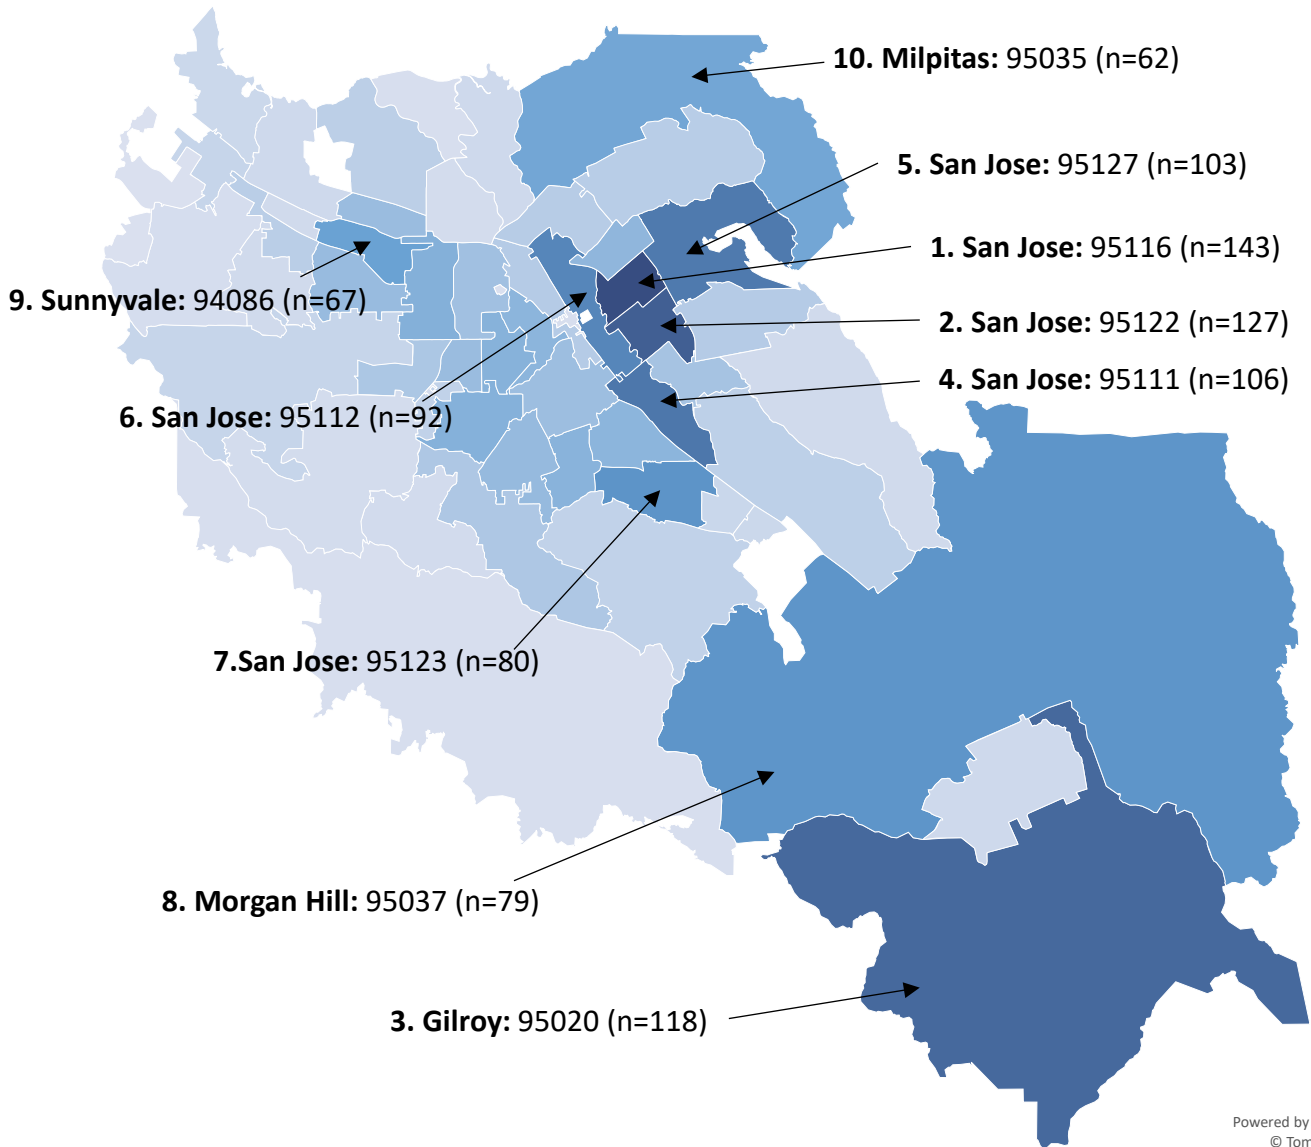 10. Milpitas: 95035 (n=62)
5. San Jose: 95127 (n=103)
1. San Jose: 95116 (n=143)
9. Sunnyvale: 94086 (n=67)
2. San Jose: 95122 (n=127)
4. San Jose: 95111 (n=106)
6. San Jose: 95112 (n=92)
7.San Jose: 95123 (n=80)
8. Morgan Hill: 95037 (n=79)
3. Gilroy: 95020 (n=118)
Powered by
© Tom